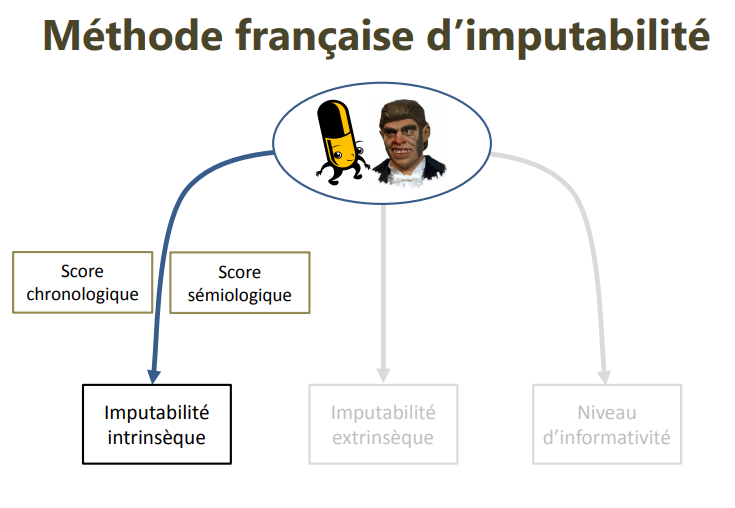 Méthode française d’imputabilité
Score
chronologique
Score
sémiologique
Imputabilité
intrinsèque
Imputabilité
extrinsèque
Niveau
d’informativité